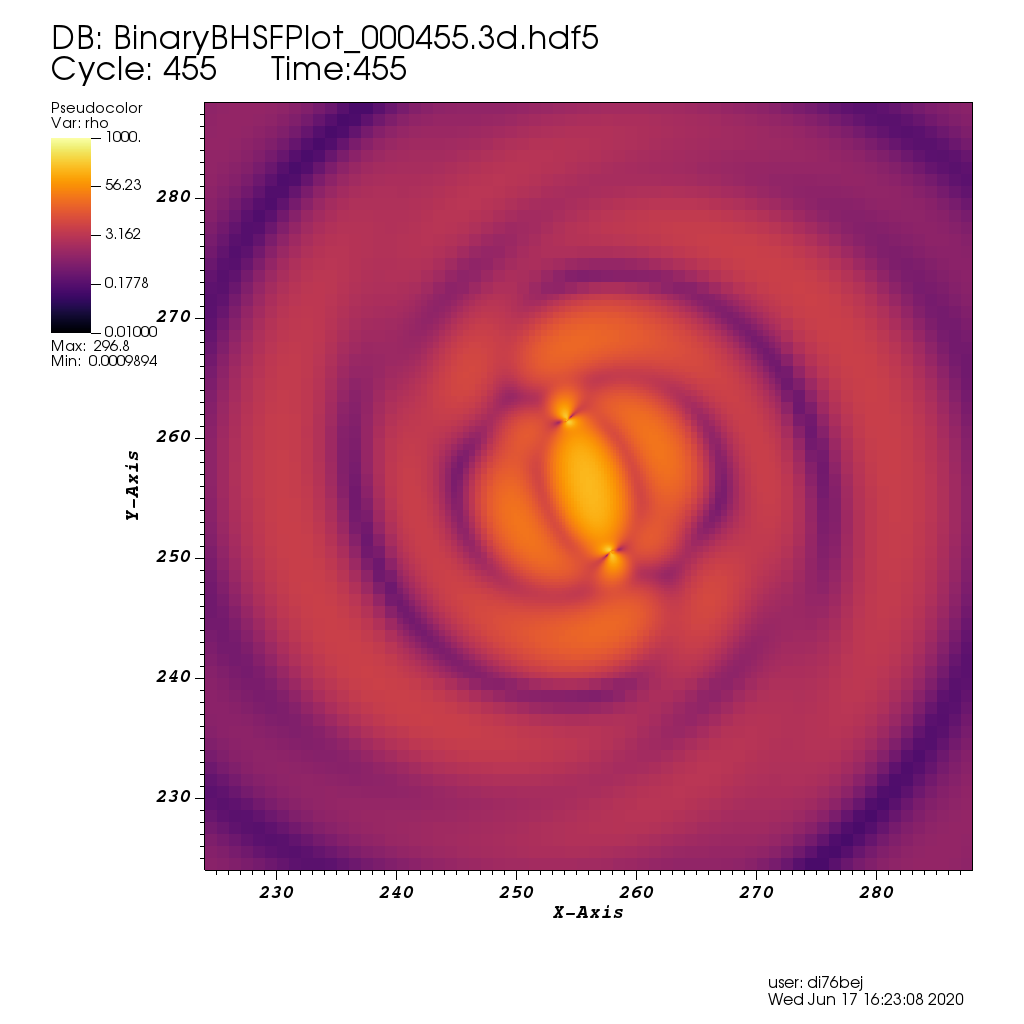 DB: BinaryBHSFPlot_000455.3d.hdf5
Cycle: 455 Time:455
Pseudocolor
Var: rho
1000.
56.23
3.162
0.1778
0.01000
Max: 296.8
Min: 0.0009894
280
270
260
250
240
230
Y-Axis
230 240 250 260 270 280
X-Axis
user: di76bej
Wed Jun 17 16:23:08 2020